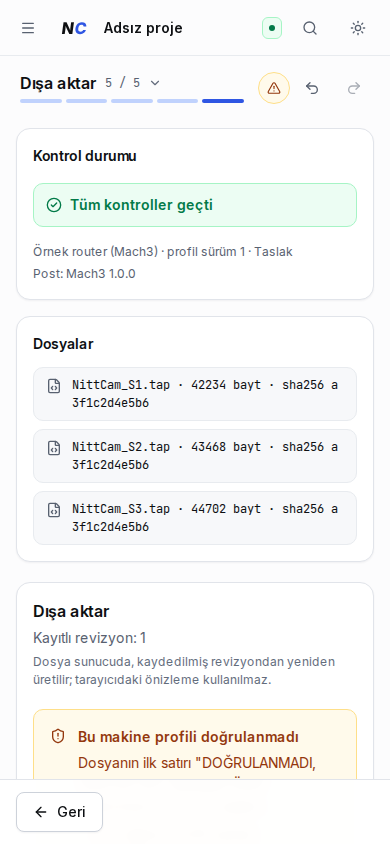 NC Adsız proje
Dışa aktar 5 / 5
Kontrol durumu
Tüm kontroller geçti
Örnek router (Mach3) · profil sürüm 1 · Taslak
Post: Mach3 1.0.0
Dosyalar
NittCam_S1.tap · 42234 bayt · sha256 a
3f1c2d4e5b6
NittCam_S2.tap · 43468 bayt · sha256 a
3f1c2d4e5b6
NittCam_S3.tap · 44702 bayt · sha256 a
3f1c2d4e5b6
Dışa aktar
Kayıtlı revizyon: 1
Dosya sunucuda, kaydedilmiş revizyondan yeniden
üretilir; tarayıcıdaki önizleme kullanılmaz.
Bu makine profili doğrulanmadı
Dosyanın ilk satırı "DOĞRULANMADI,
Geri